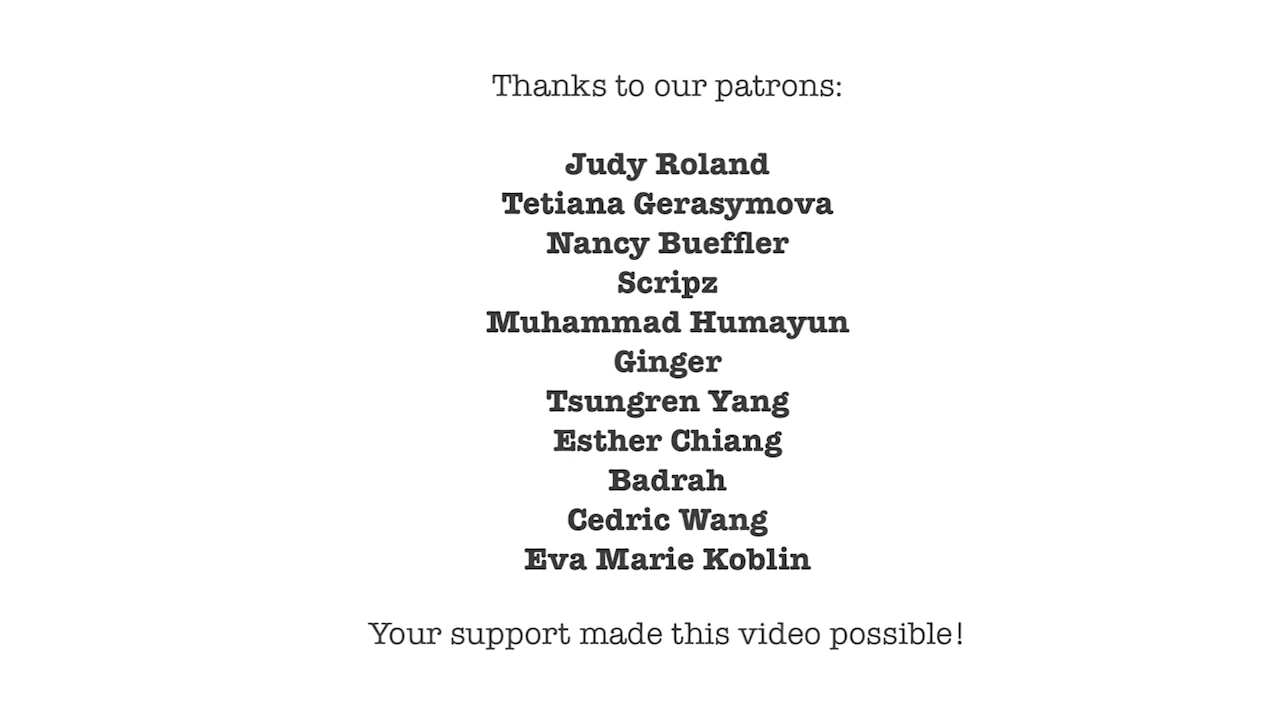 Thanks to our patrons:
Judy Roland
Tetiana Gerasymova
Nancy Bueffler
Scripz
Muhammad Humayun
Ginger
Tsungren Yang
Esther Chiang
Badrah
Cedric Wang
Eva Marie Koblin
Your support made this video possible!